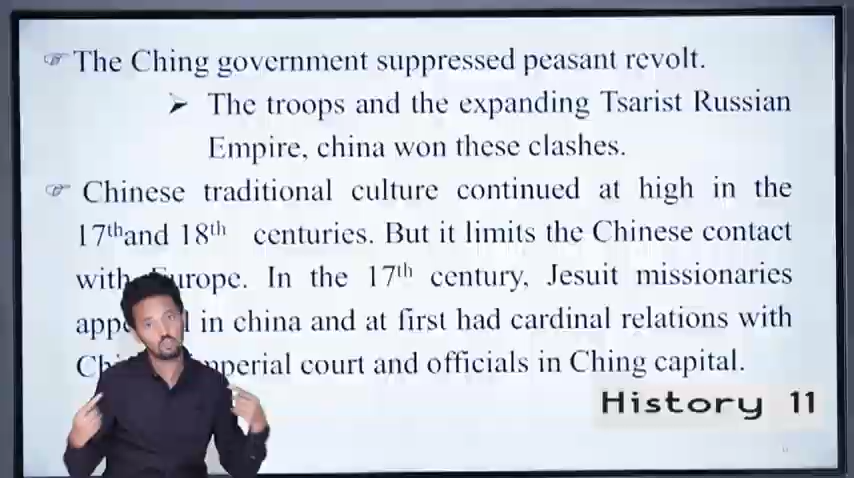 The Ching government suppressed peasant revolt.
The troops and the expanding Tsarist Russian
Empire, china won these clashes.
Chinese traditional culture continued at high in the
17thand 18th centuries. But it limits the Chinese contact
with Europe. In the 17th century, Jesuit missionaries
in china and at first had cardinal relations with
imperial court and officials in Ching capital.
History 11